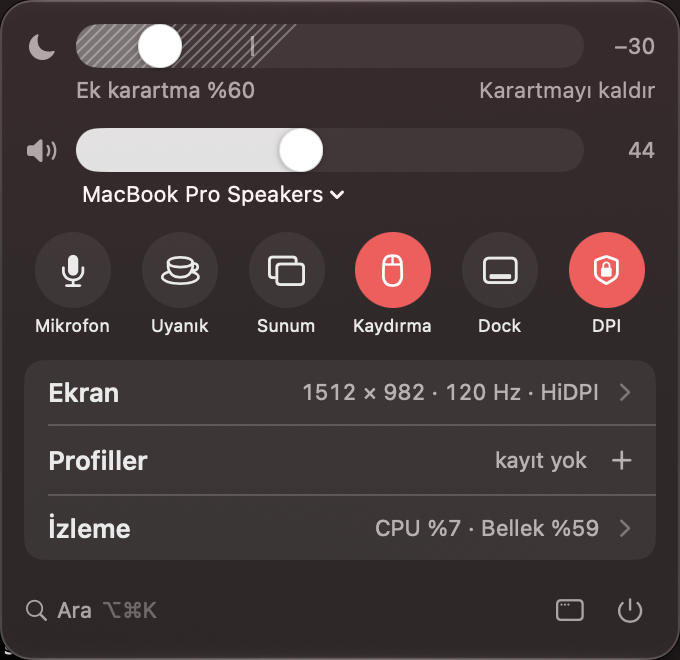 −30
Ek karartma %60
Karartmayı kaldır
44
MacBook Pro Speakers
Mikrofon
Uyanık
Sunum
Kaydırma
Dock
DPI
Ekran
1512 × 982 · 120 Hz · HiDPI
Profiller
kayıt yok
İzleme
CPU %7 · Bellek %59
Ara ⌥⌘K